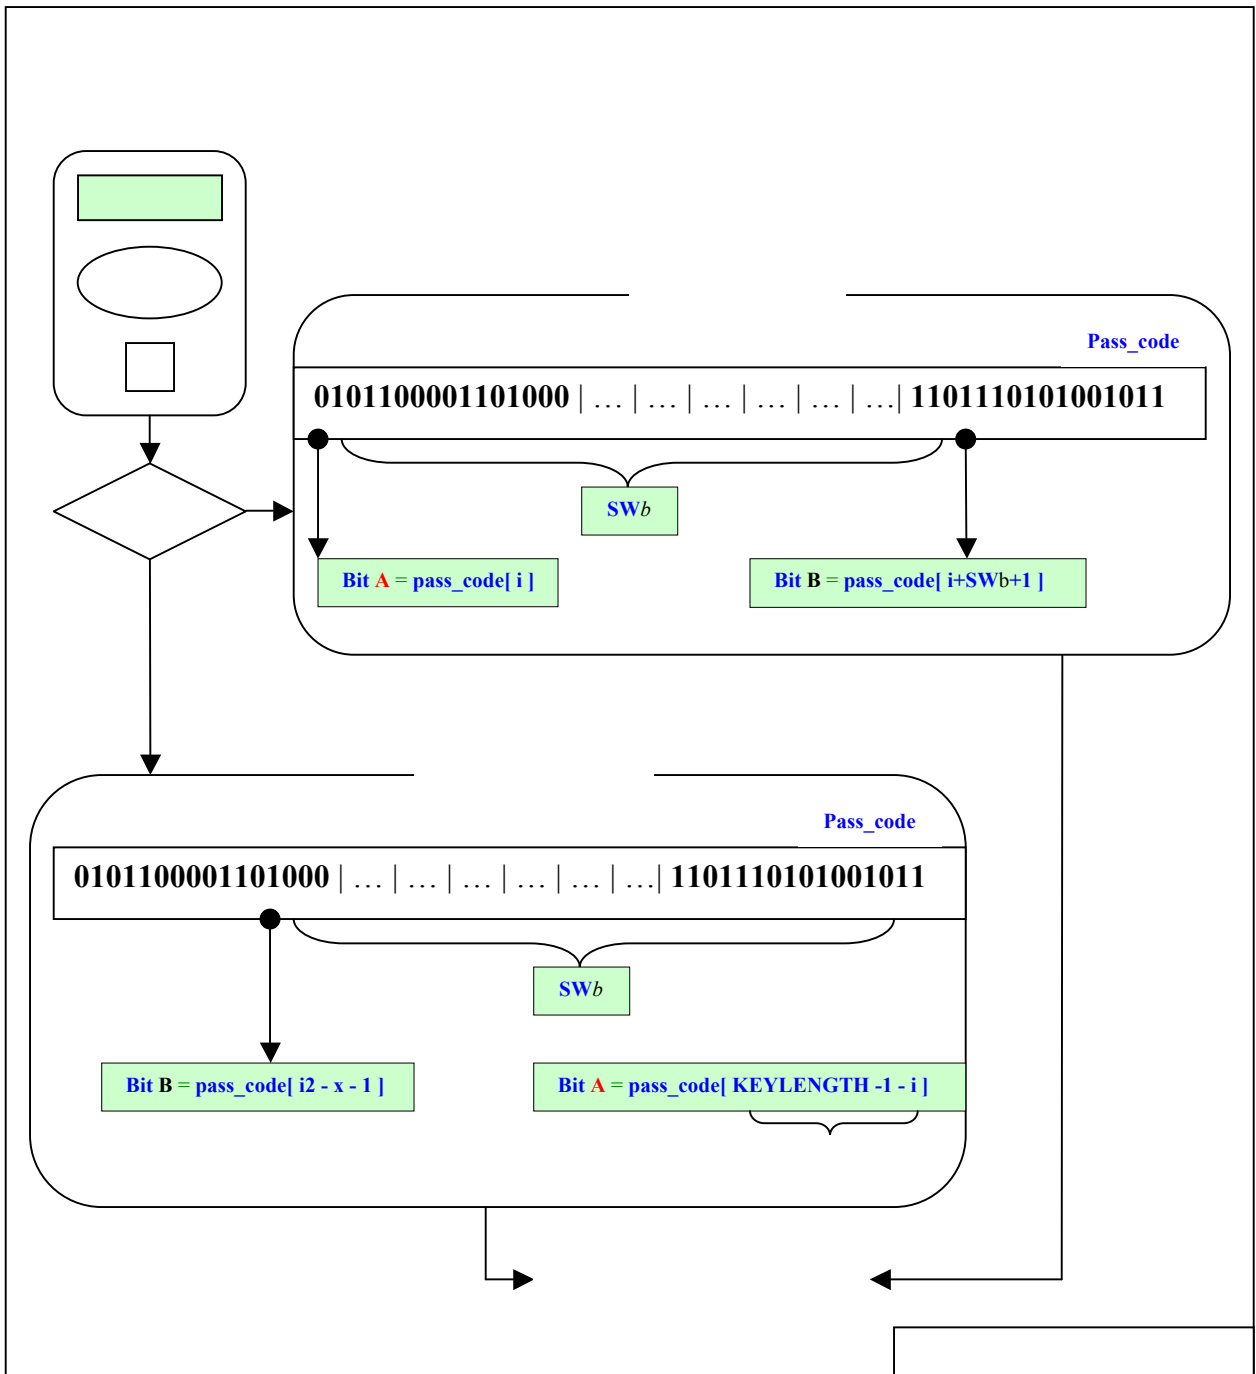 Pass_code
0101100001101000 | … | … | … | … | … | …| 1101110101001011
SWb
Bit A = pass_code[ i ]
Bit B = pass_code[ i+SWb+1 ]
Pass_code
0101100001101000 | … | … | … | … | … | …| 1101110101001011
SWb
Bit B = pass_code[ i2 - x - 1 ]
Bit A = pass_code[ KEYLENGTH -1 - i ]